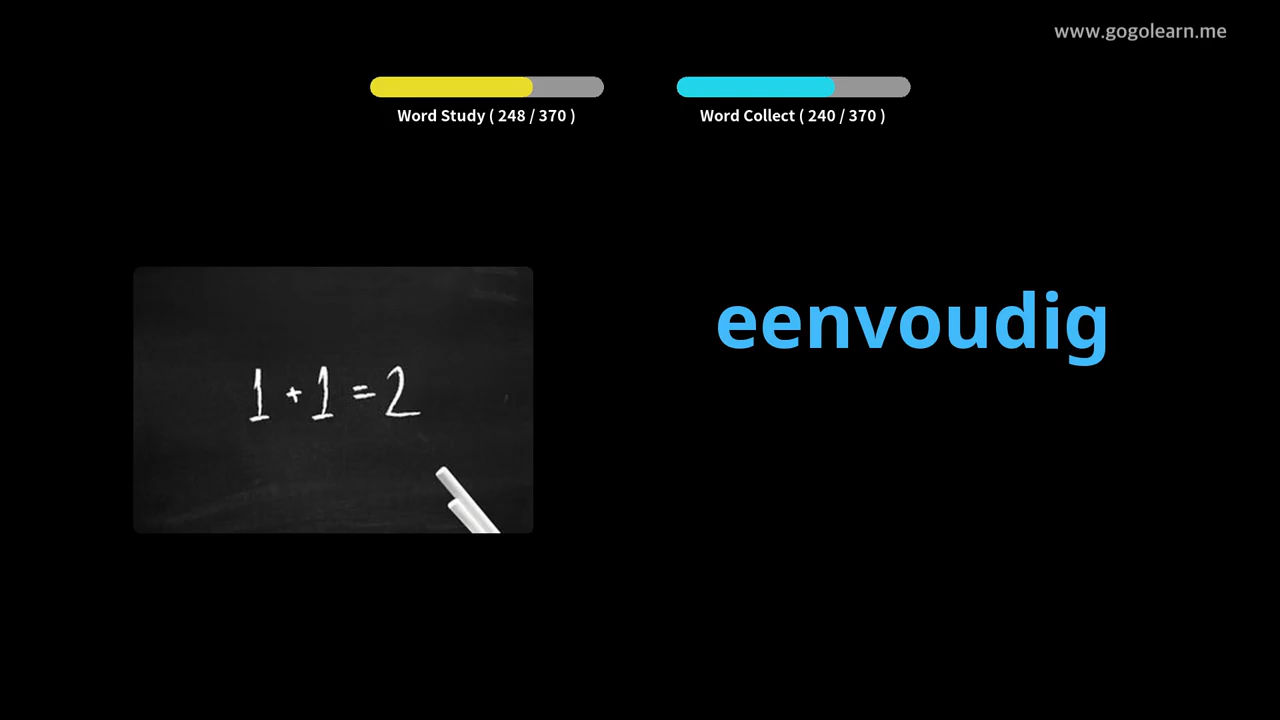 www.gogolearn.me
Word Study ( 248 / 370 )
Word Collect ( 240 / 370 )
eenvoudig
1 + 1 = 2